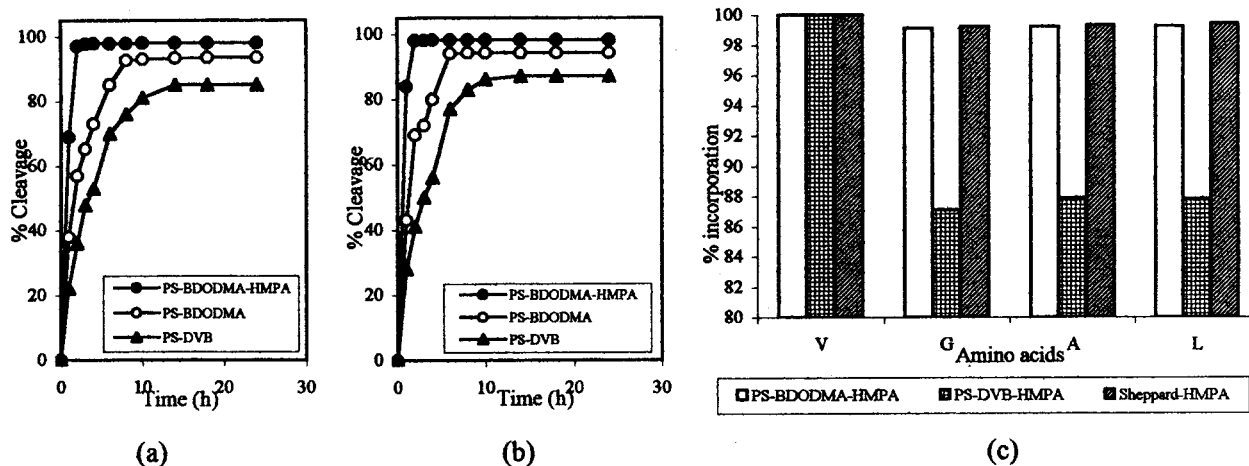 100
80
60
40
20
0
% Cleavage
0 10 20 30
Time (h)
PS-BDODMA-HMPA
PS-BDODMA
PS-DVB
(a)
100
80
60
40
20
0
% Cleavage
0 10 20 30
Time (h)
PS-BDODMA-HMPA
PS-BDODMA
PS-DVB
(b)
100
98
96
94
92
90
88
86
84
82
80
% incorporation
V G A L
Amino acids
PS-BDODMA-HMPA PS-DVB-HMPA Sheppard-HMPA
(c)